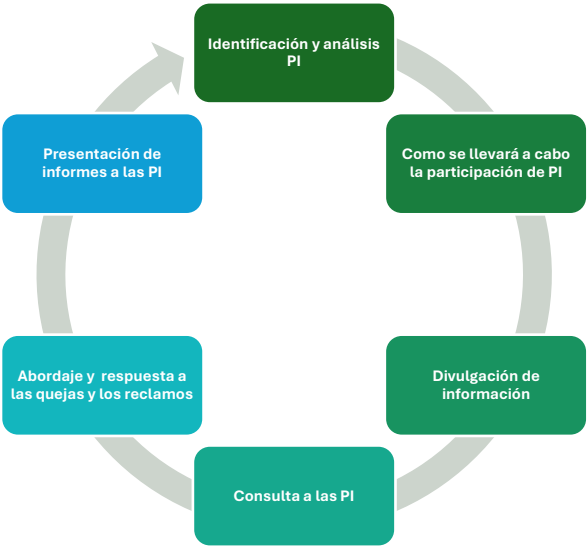 Identificación y análisis
PI
Como se llevará a cabo
la participación de PI
Divulgación de
información
Consulta a las PI
Abordaje y respuesta a
las quejas y los reclamos
Presentación de
informes a las PI